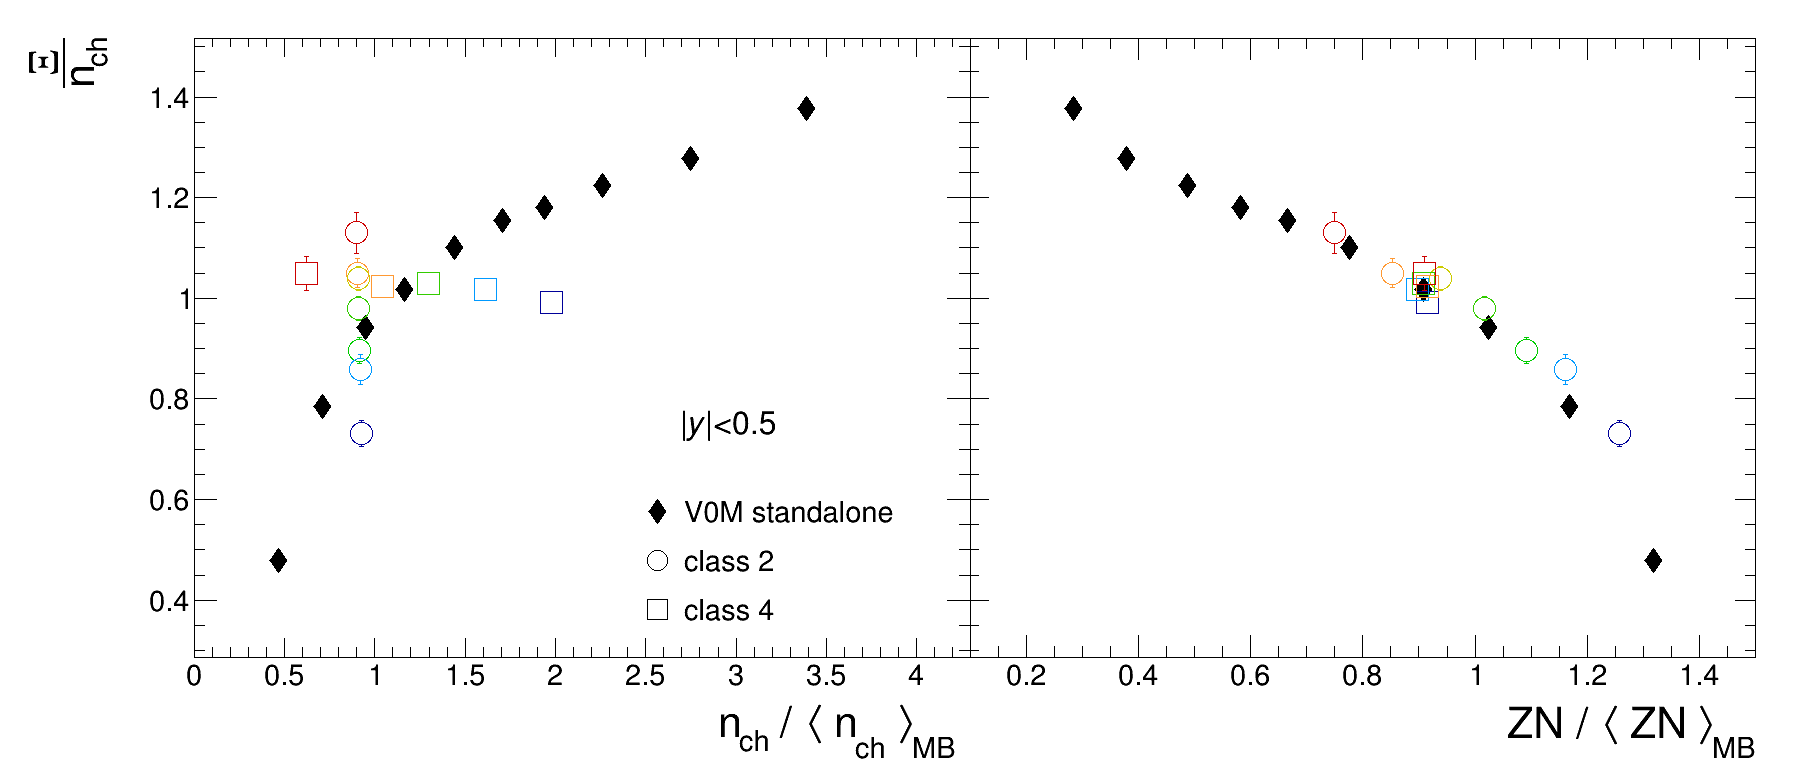 Ξ|n_ch
1.4
1.2
1
0.8
0.6
0.4
|y|<0.5
V0M standalone
class 2
class 4
0 0.5 1 1.5 2 2.5 3 3.5 4
0.2 0.4 0.6 0.8 1 1.2 1.4
n_ch / ⟨ n_ch ⟩_MB
ZN / ⟨ ZN ⟩_MB